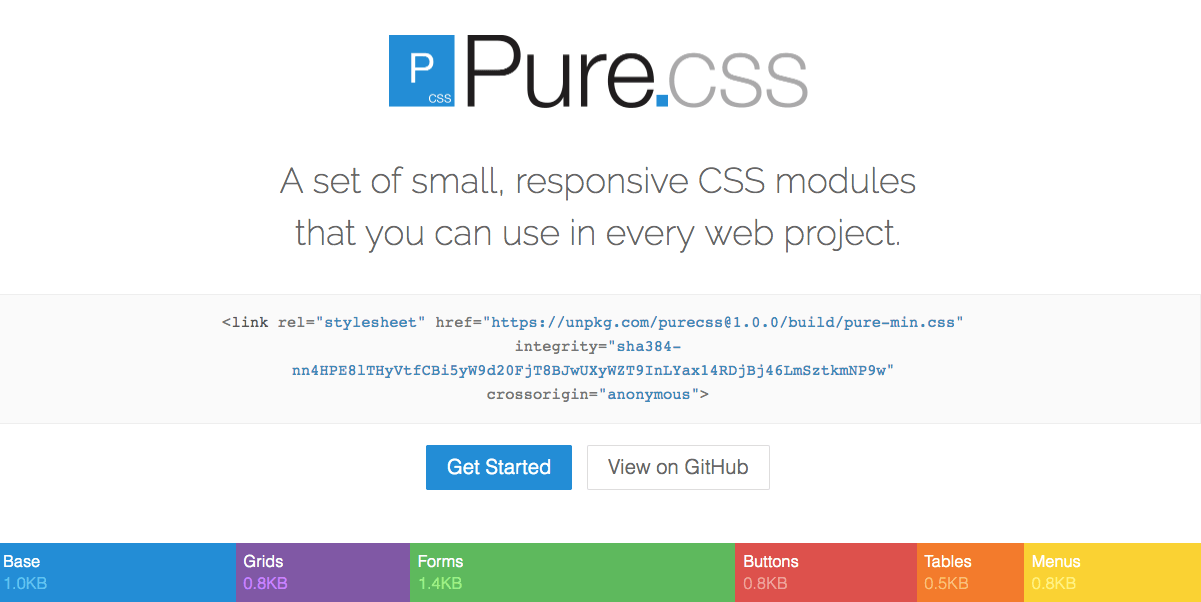 P
CSS
Pure.css
A set of small, responsive CSS modules
that you can use in every web project.
<link rel="stylesheet" href="https://unpkg.com/purecss@1.0.0/build/pure-min.css"
integrity="sha384-
nn4HPE8lTHyVtfCBi5yW9d20FjT8BJwUXyWZT9InLYax14RDjBj46LmSztkmNP9w"
crossorigin="anonymous">
Get Started
View on GitHub
Base
1.0KB
Grids
0.8KB
Forms
1.4KB
Buttons
0.8KB
Tables
0.5KB
Menus
0.8KB